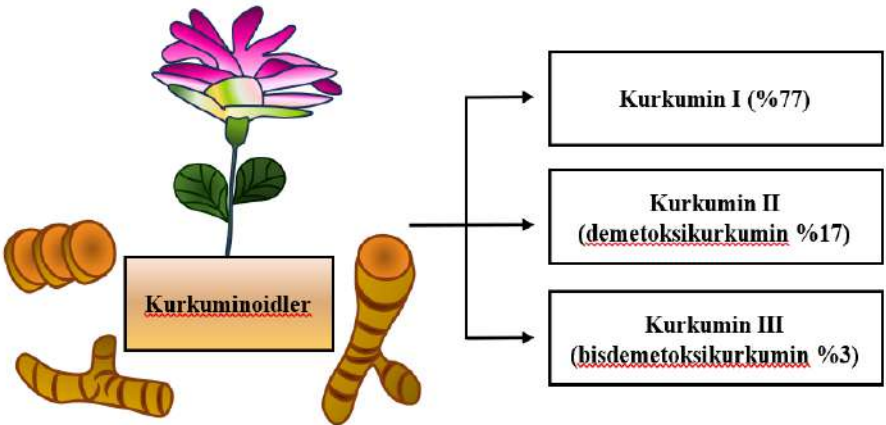 Kurkuminoidler
Kurkumin I (%77)
Kurkumin II
(demetoksikurkumin %17)
Kurkumin III
(bisdemetoksikurkumin %3)